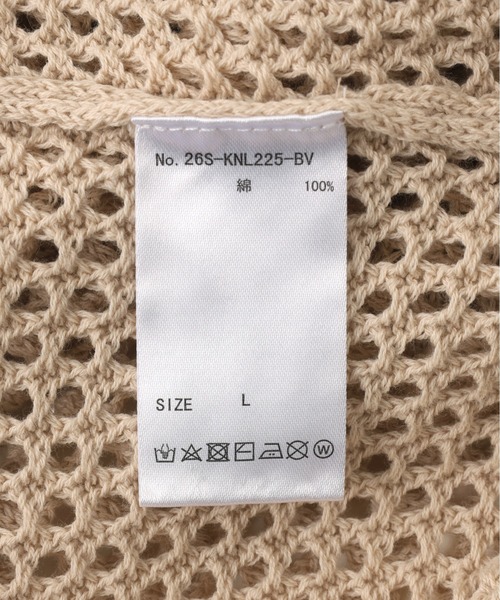 No. 26S-KNL225-BV
綿 100%
SIZE L
W